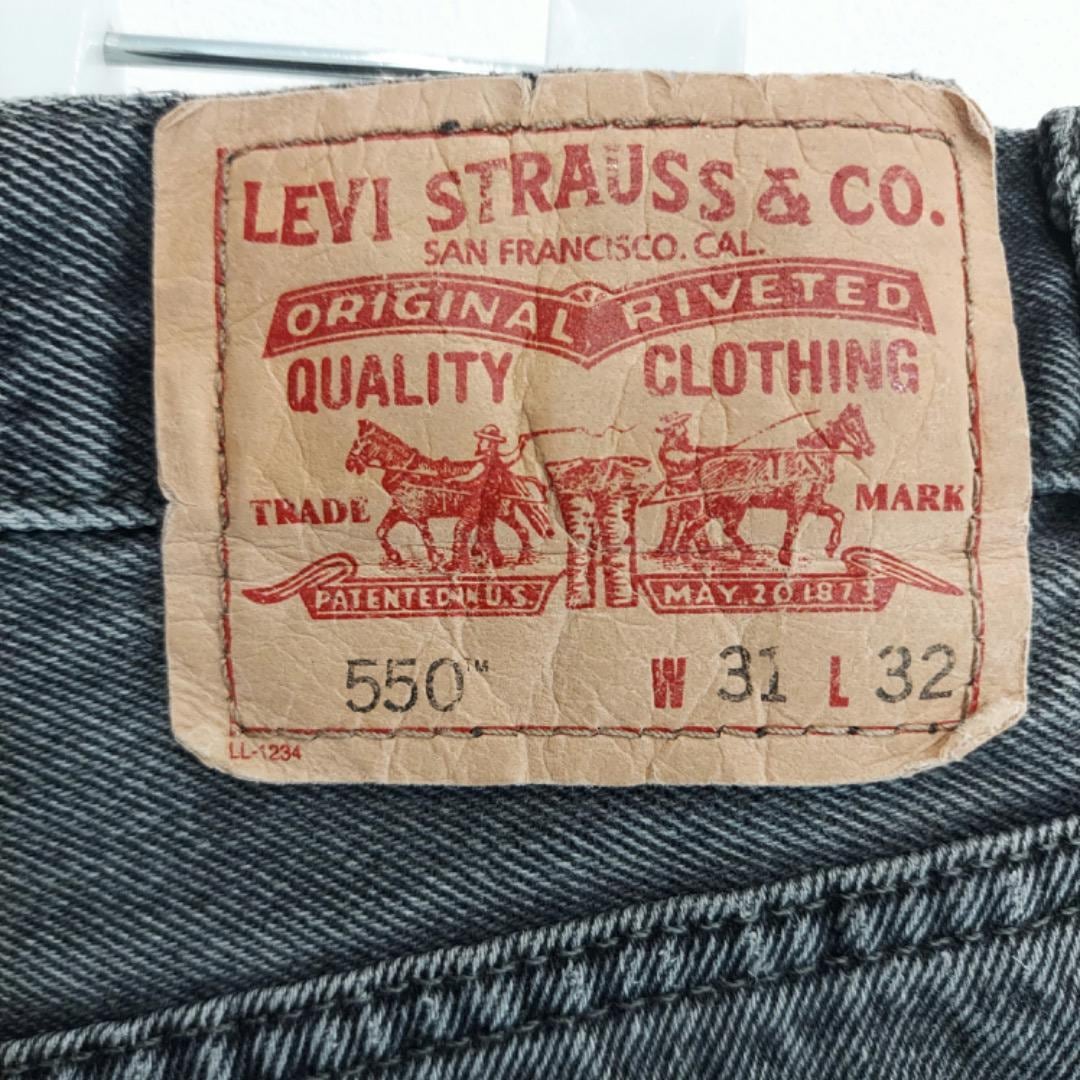 LEVI STRAUSS & CO.
SAN FRANCISCO. CAL.
ORIGINAL RIVETED
QUALITY CLOTHING
TRADE MARK
PATENTED IN U.S. MAY 20 1873
550™ W 31 L 32
LL-1234